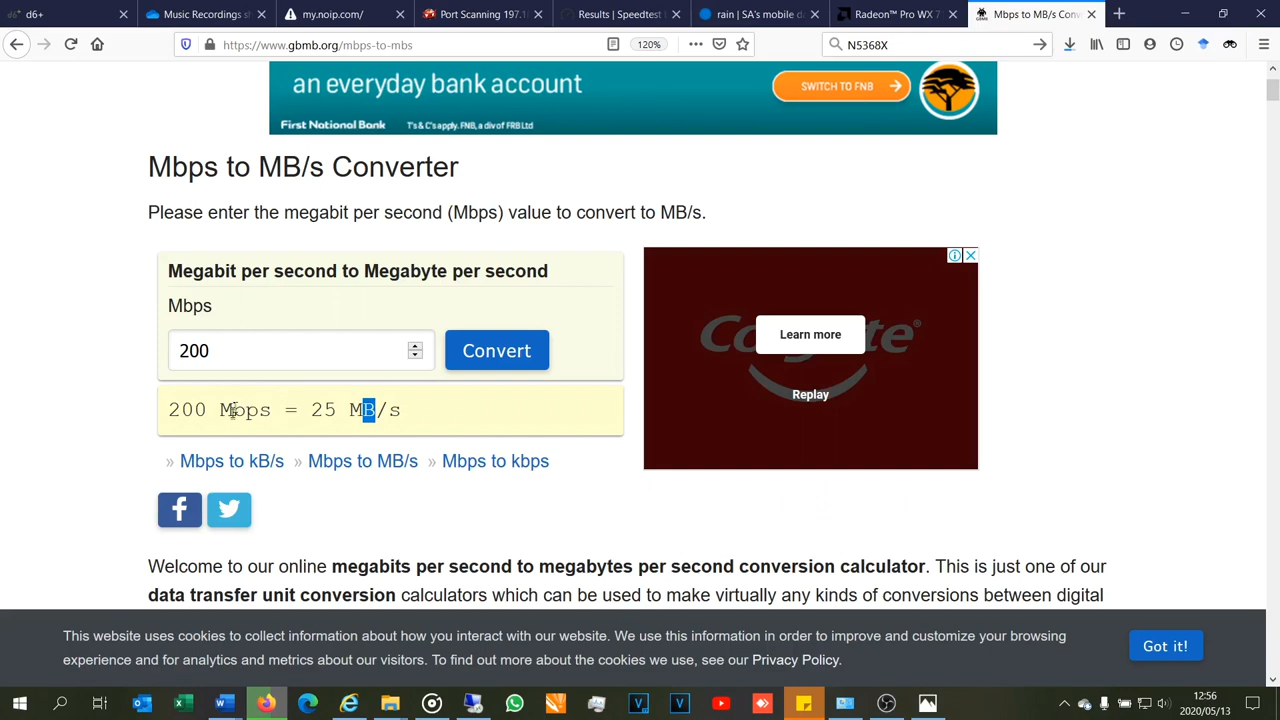 d6+
Music Recordings s
my.noip.com/
Port Scanning 197.1
Results | Speedtest
rain | SA's mobile d
Radeon™ Pro WX 7
Mbps to MB/s Conv
https://www.gbmb.org/mbps-to-mbs
120%
N5368X
an everyday bank account
SWITCH TO FNB
First National Bank
T's & C's apply. FNB, a div of FRB Ltd
Mbps to MB/s Converter
Please enter the megabit per second (Mbps) value to convert to MB/s.
Megabit per second to Megabyte per second
Mbps
200
Convert
200 Mbps = 25 MB/s
» Mbps to kB/s » Mbps to MB/s » Mbps to kbps
Colgate®
Learn more
Replay
Welcome to our online megabits per second to megabytes per second conversion calculator. This is just one of our
data transfer unit conversion calculators which can be used to make virtually any kinds of conversions between digital
This website uses cookies to collect information about how you interact with our website. We use this information in order to improve and customize your browsing
experience and for analytics and metrics about our visitors. To find out more about the cookies we use, see our Privacy Policy.
Got it!
12:56
2020/05/13